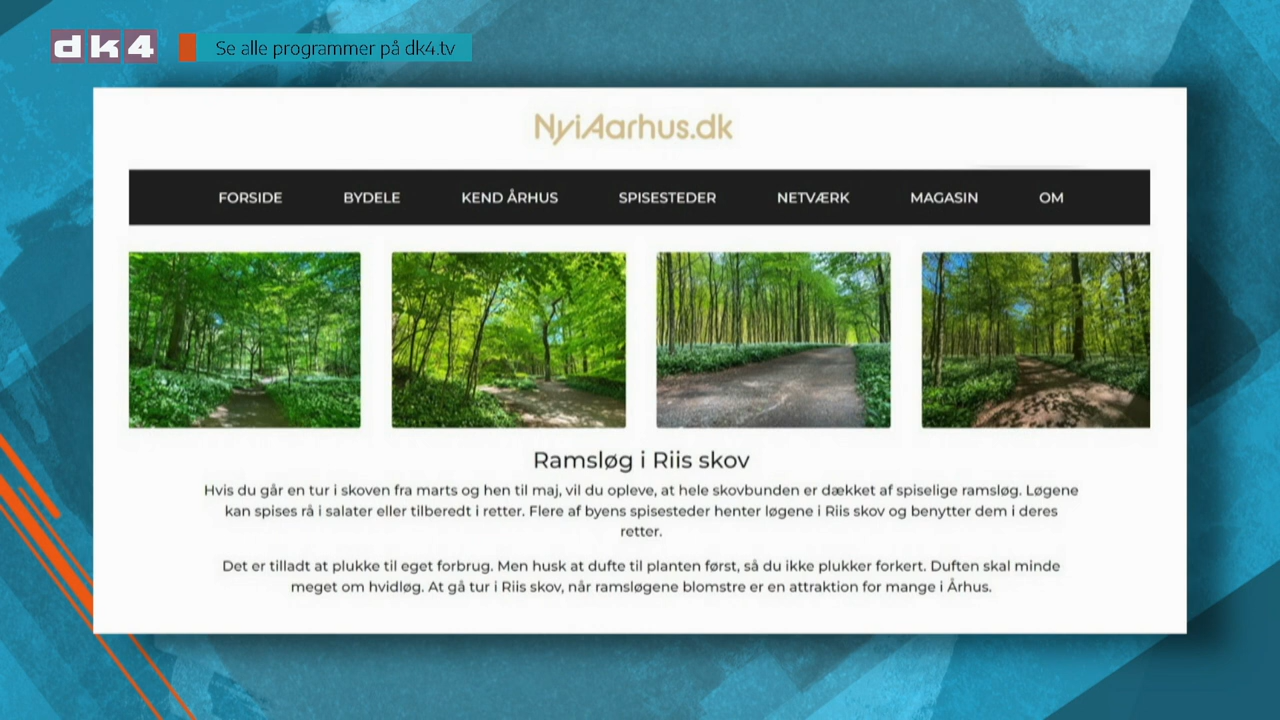 dk4
Se alle programmer på dk4.tv
NyiAarhus.dk
FORSIDE BYDELE KEND ÅRHUS SPISESTEDER NETVÆRK MAGASIN OM
Ramsløg i Riis skov
Hvis du går en tur i skoven fra marts og hen til maj, vil du opleve, at hele skovbunden er dækket af spiselige ramsløg. Løgene
kan spises rå i salater eller tilberedt i retter. Flere af byens spisesteder henter løgene i Riis skov og benytter dem i deres
retter.
Det er tilladt at plukke til eget forbrug. Men husk at dufte til planten først, så du ikke plukker forkert. Duften skal minde
meget om hvidløg. At gå tur i Riis skov, når ramsløgene blomstre er en attraktion for mange i Århus.